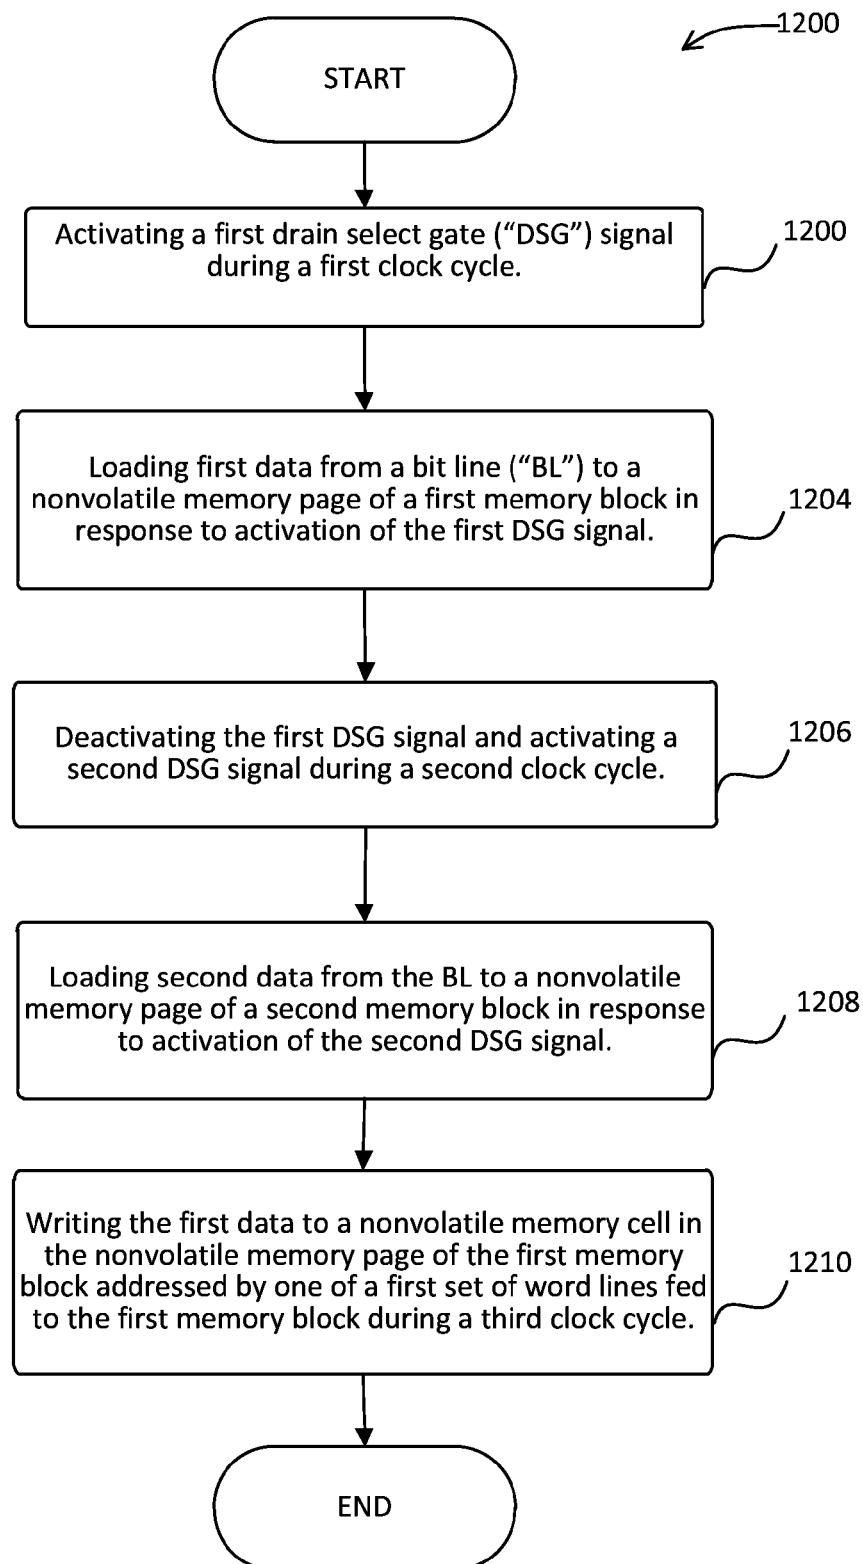 1200
START
Activating a first drain select gate (“DSG”) signal
during a first clock cycle.
1200
Loading first data from a bit line (“BL”) to a
nonvolatile memory page of a first memory block in
response to activation of the first DSG signal.
1204
Deactivating the first DSG signal and activating a
second DSG signal during a second clock cycle.
1206
Loading second data from the BL to a nonvolatile
memory page of a second memory block in response
to activation of the second DSG signal.
1208
Writing the first data to a nonvolatile memory cell in
the nonvolatile memory page of the first memory
block addressed by one of a first set of word lines fed
to the first memory block during a third clock cycle.
1210
END